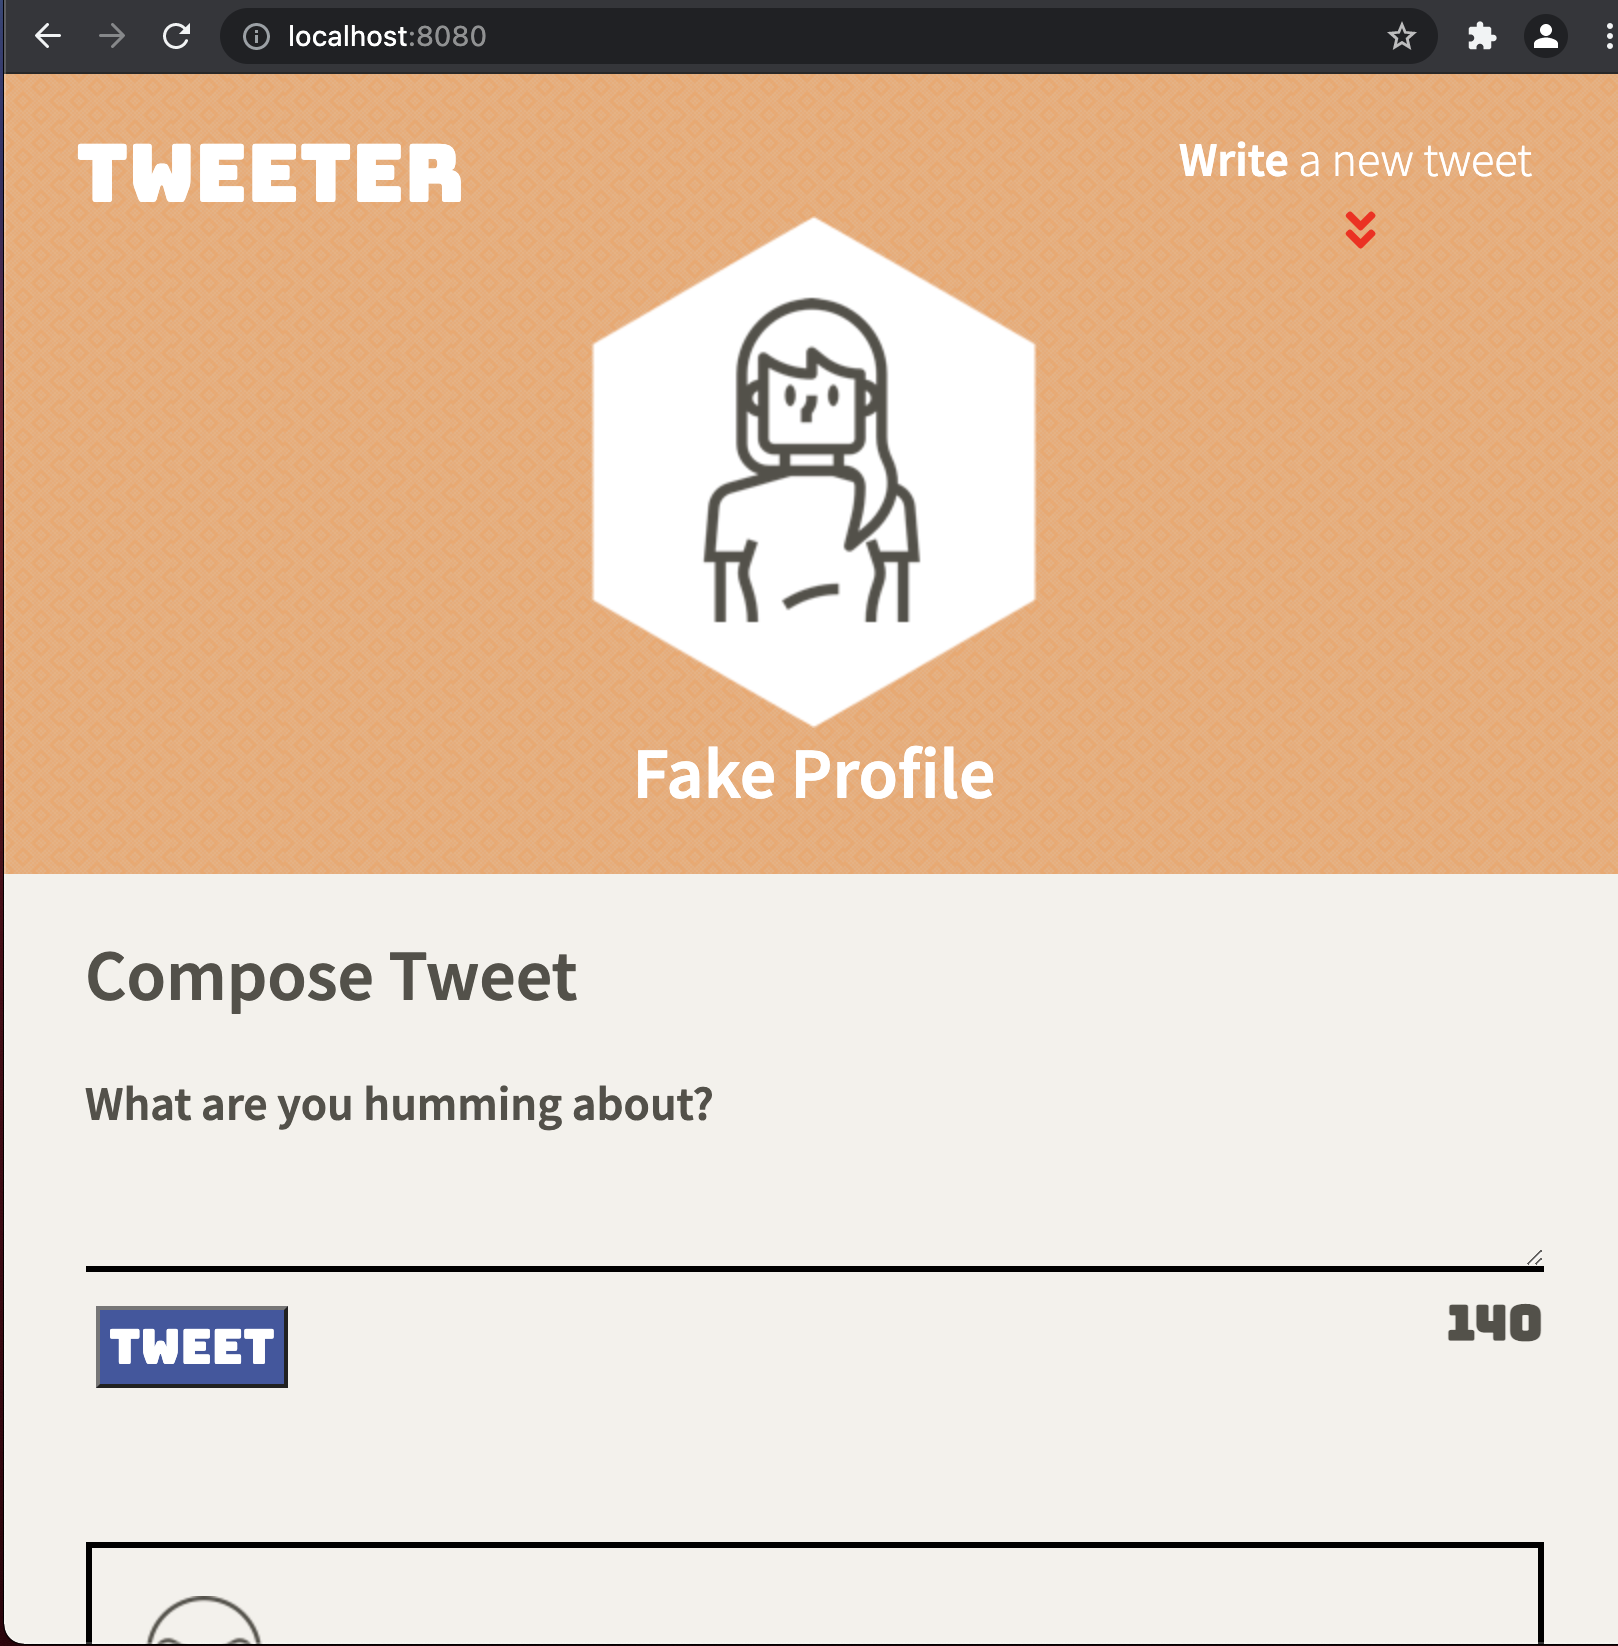 localhost:8080
TWEETER
Write a new tweet
Fake Profile
Compose Tweet
What are you humming about?
TWEET
140